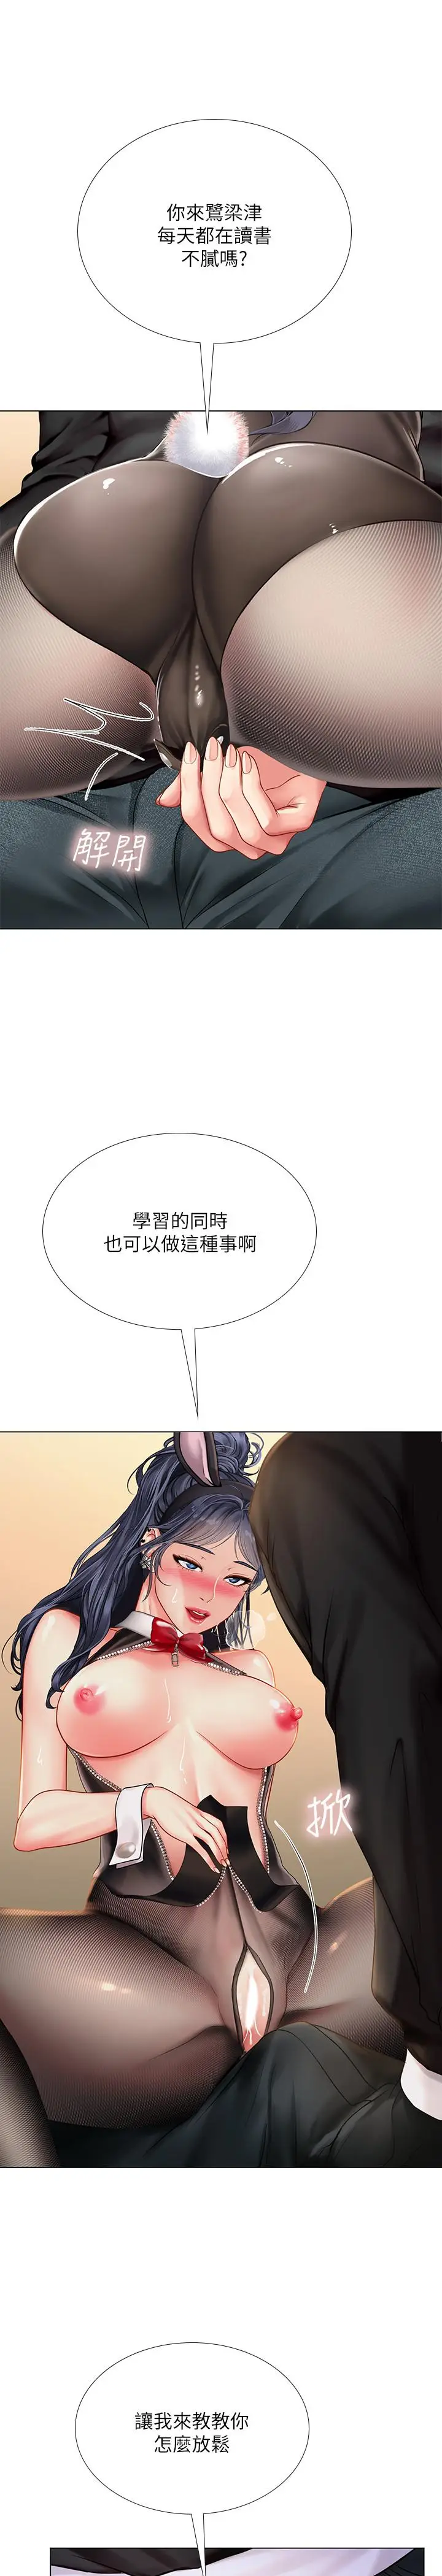 你來鷺梁津
每天都在讀書
不膩嗎?
解開
學習的同時
也可以做這種事啊
掀
讓我來教教你
怎麼放鬆